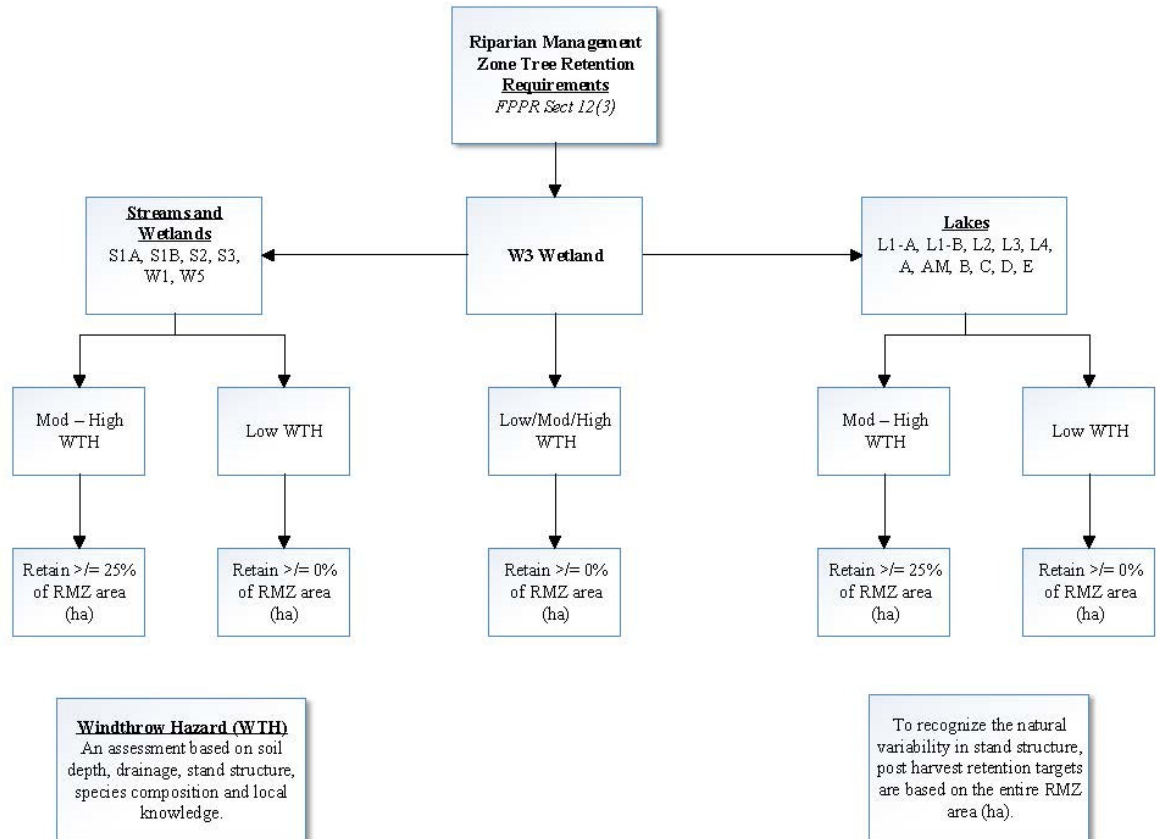 Riparian Management
Zone Tree Retention
Requirements
FPPR Sect 12(3)
Streams and
Wetlands
S1A, S1B, S2, S3,
W1, W5
W3 Wetland
Lakes
L1-A, L1-B, L2, L3, L4,
A, AM, B, C, D, E
Mod – High
WTH
Low WTH
Low/Mod/High
WTH
Mod – High
WTH
Low WTH
Retain >/= 25%
of RMZ area
(ha)
Retain >/= 0%
of RMZ area
(ha)
Retain >/= 0%
of RMZ area
(ha)
Retain >/= 25%
of RMZ area
(ha)
Retain >/= 0%
of RMZ area
(ha)
Windthrow Hazard (WTH)
An assessment based on soil
depth, drainage, stand structure,
species composition and local
knowledge.
To recognize the natural
variability in stand structure,
post harvest retention targets
are based on the entire RMZ
area (ha).